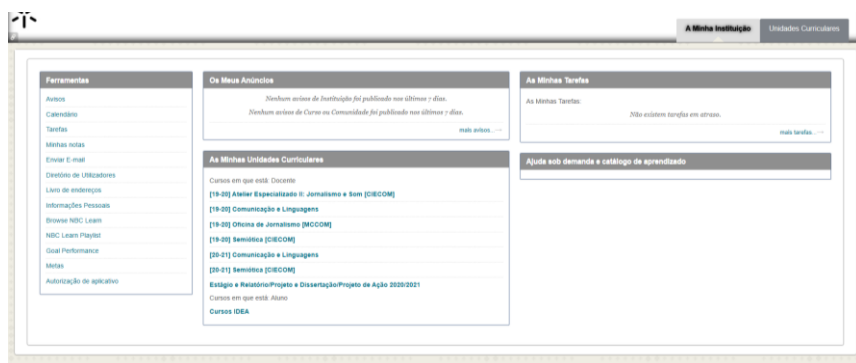 A Minha Instituição
Unidades Curriculares
Ferramentas
Avisos
Calendário
Tarefas
Minhas notas
Enviar E-mail
Diretório de Utilizadores
Livro de endereços
Informações Pessoais
Browse NBC Learn
NBC Learn Playlist
Goal Performance
Metas
Autorização de aplicativo
Os Meus Anúncios
Nenhum avisos de Instituição foi publicado nos últimos 7 dias.
Nenhum avisos de Curso ou Comunidade foi publicado nos últimos 7 dias.
mais avisos...→
As Minhas Unidades Curriculares
Cursos em que está: Docente
[19-20] Atelier Especializado II: Jornalismo e Som [CIECOM]
[19-20] Comunicação e Linguagens
[19-20] Oficina de Jornalismo [MCCOM]
[19-20] Semiótica [CIECOM]
[20-21] Comunicação e Linguagens
[20-21] Semiótica [CIECOM]
Estágio e Relatório/Projeto e Dissertação/Projeto de Ação 2020/2021
Cursos em que está: Aluno
Cursos IDEA
As Minhas Tarefas
As Minhas Tarefas:
Não existem tarefas em atraso.
mais tarefas...→
Ajuda sob demanda e catálogo de aprendizado